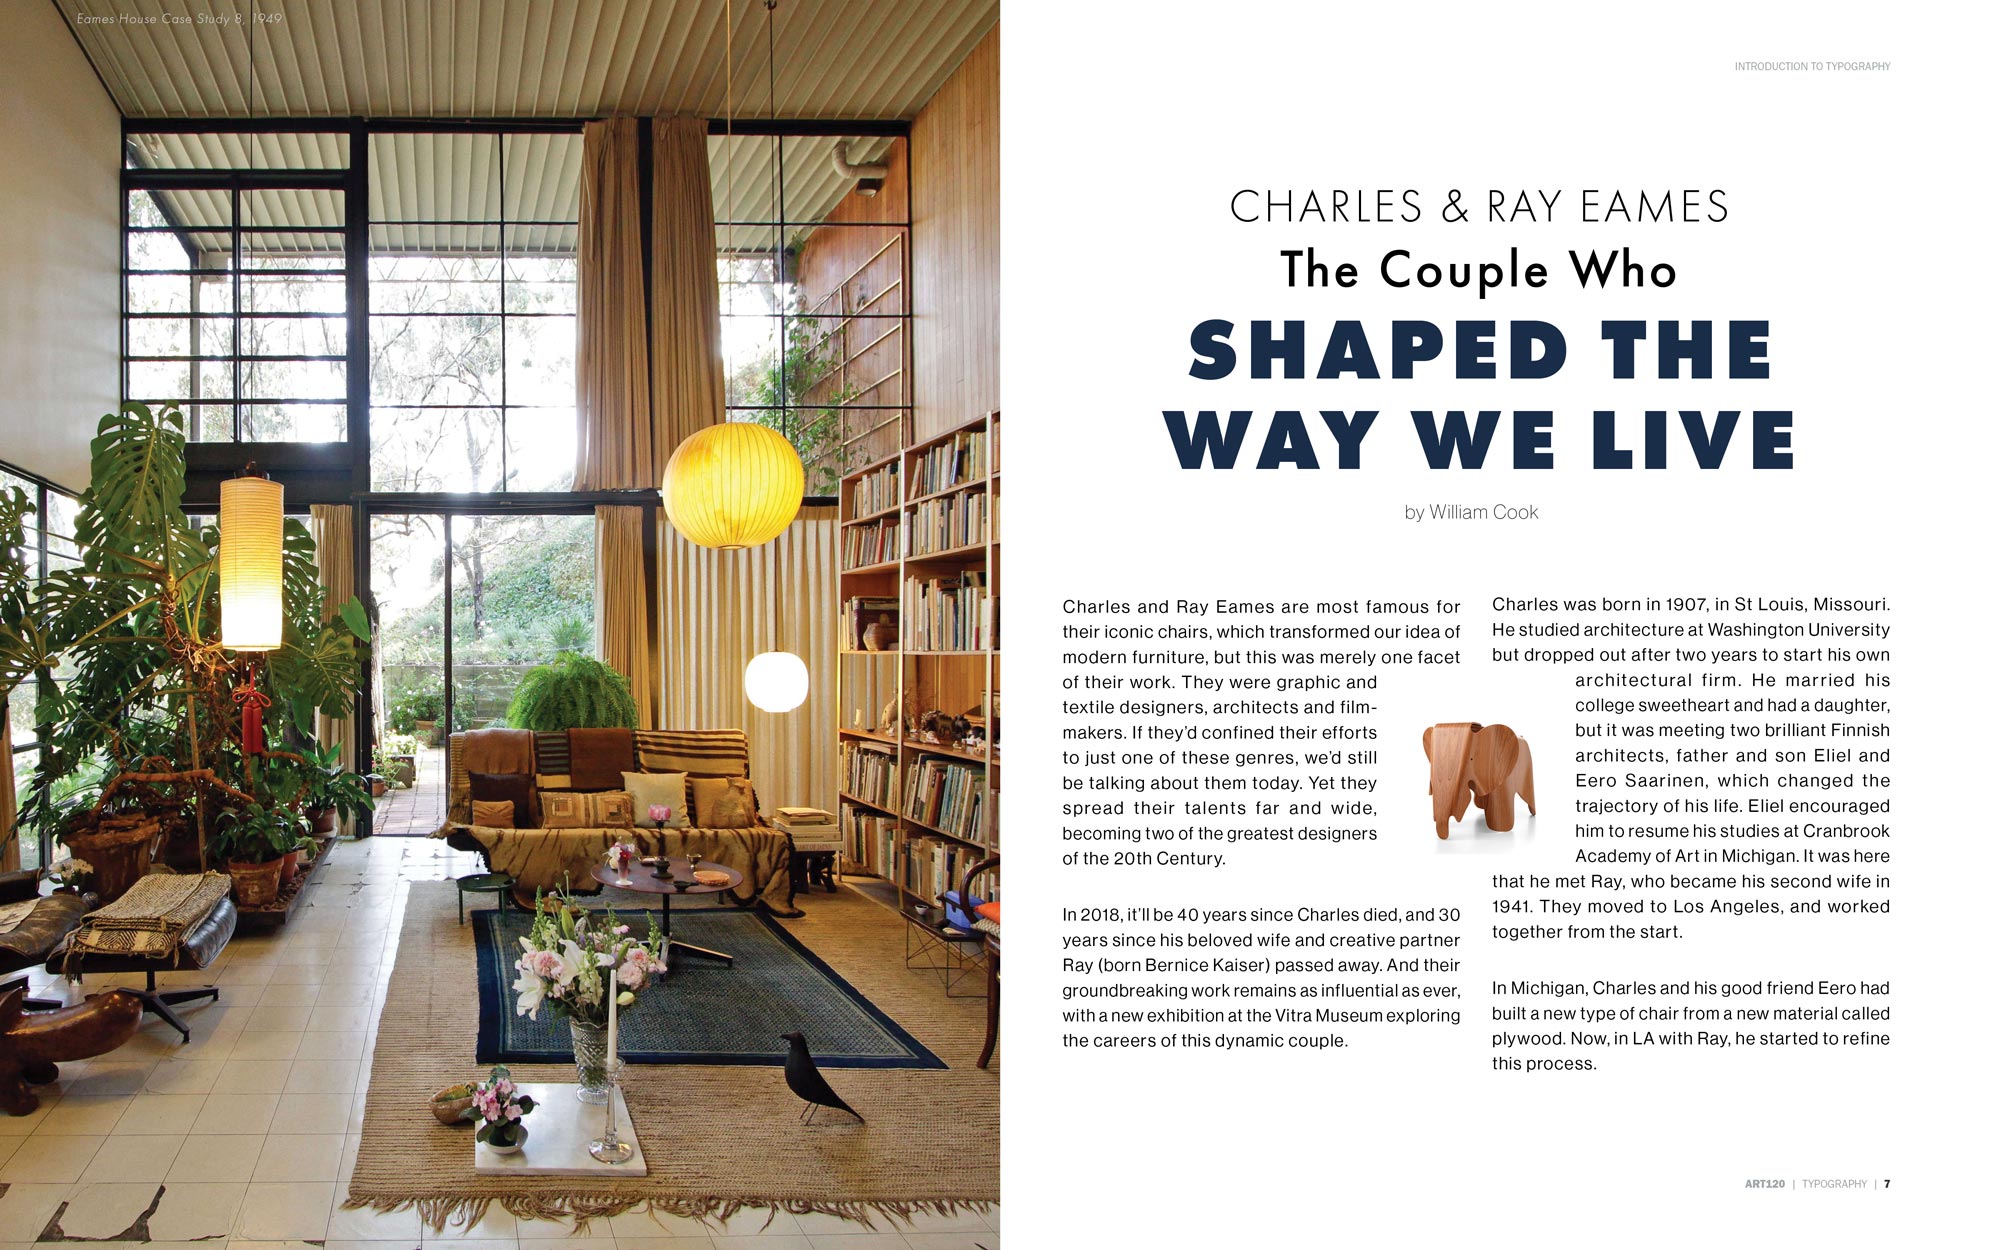 Eames House Case Study 8, 1949
INTRODUCTION TO TYPOGRAPHY
CHARLES & RAY EAMES
The Couple Who
SHAPED THE
WAY WE LIVE
by William Cook
Charles and Ray Eames are most famous for
their iconic chairs, which transformed our idea of
modern furniture, but this was merely one facet
of their work. They were graphic and
textile designers, architects and film-
makers. If they’d confined their efforts
to just one of these genres, we’d still
be talking about them today. Yet they
spread their talents far and wide,
becoming two of the greatest designers
of the 20th Century.
In 2018, it’ll be 40 years since Charles died, and 30
years since his beloved wife and creative partner
Ray (born Bernice Kaiser) passed away. And their
groundbreaking work remains as influential as ever,
with a new exhibition at the Vitra Museum exploring
the careers of this dynamic couple.
Charles was born in 1907, in St Louis, Missouri.
He studied architecture at Washington University
but dropped out after two years to start his own
architectural firm. He married his
college sweetheart and had a daughter,
but it was meeting two brilliant Finnish
architects, father and son Eliel and
Eero Saarinen, which changed the
trajectory of his life. Eliel encouraged
him to resume his studies at Cranbrook
Academy of Art in Michigan. It was here
that he met Ray, who became his second wife in
1941. They moved to Los Angeles, and worked
together from the start.
In Michigan, Charles and his good friend Eero had
built a new type of chair from a new material called
plywood. Now, in LA with Ray, he started to refine
this process.
ART120 | TYPOGRAPHY | 7